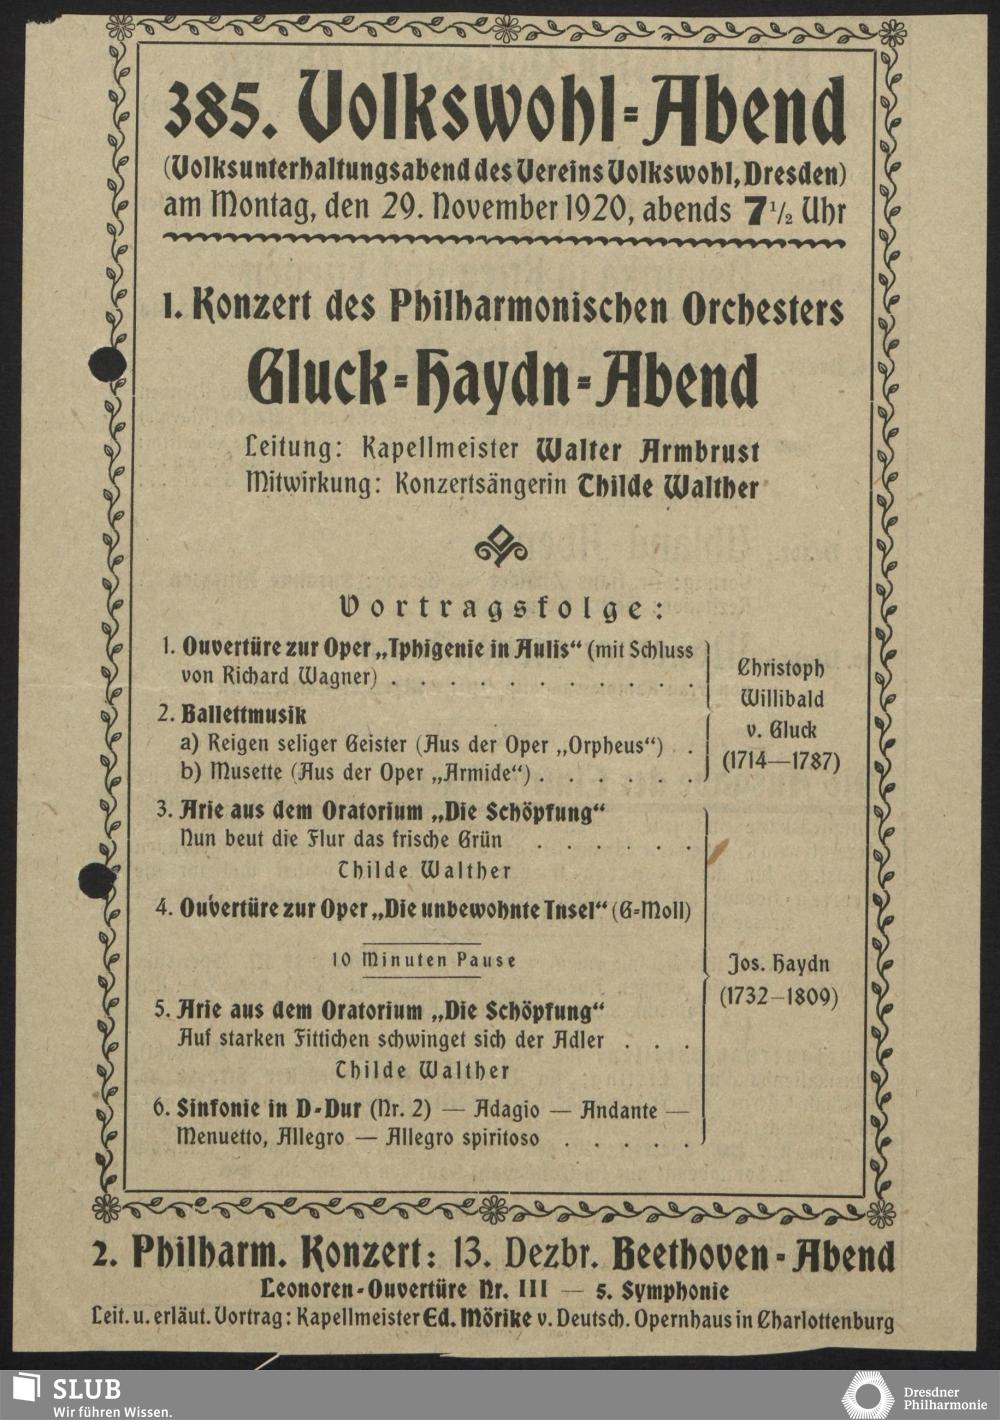 385. Volkswohl-Abend
(Volksunterhaltungsabend des Vereins Volkswohl, Dresden)
am Montag, den 29. November 1920, abends 7 1/2 Uhr
1. Konzert des Philharmonischen Orchesters
Gluck-Haydn-Abend
Leitung: Kapellmeister Walter Armbrust
Mitwirkung: Konzertsängerin Thilde Walther
Vortragsfolge:
1. Ouvertüre zur Oper „Iphigenie in Aulis“ (mit Schluss
von Richard Wagner) . . . . . . . . . . .
2. Ballettmusik
a) Reigen seliger Geister (Aus der Oper „Orpheus“) .
b) Musette (Aus der Oper „Armide“) . . . . . .
Christoph
Willibald
v. Gluck
(1714—1787)
3. Arie aus dem Oratorium „Die Schöpfung“
Nun beut die Flur das frische Grün . . . . . .
Thilde Walther
4. Ouvertüre zur Oper „Die unbewohnte Insel“ (G-Moll)
10 Minuten Pause
5. Arie aus dem Oratorium „Die Schöpfung“
Auf starken Fittichen schwinget sich der Adler . . .
Thilde Walther
6. Sinfonie in D-Dur (Nr. 2) — Adagio — Andante —
Menuetto, Allegro — Allegro spiritoso . . . . .
Jos. Haydn
(1732–1809)
2. Philharm. Konzert: 13. Dezbr. Beethoven-Abend
Leonoren-Ouvertüre Nr. III — 5. Symphonie
Leit. u. erläut. Vortrag: Kapellmeister Ed. Mörike v. Deutsch. Opernhaus in Charlottenburg
SLUB
Wir führen Wissen.
Dresdner
Philharmonie